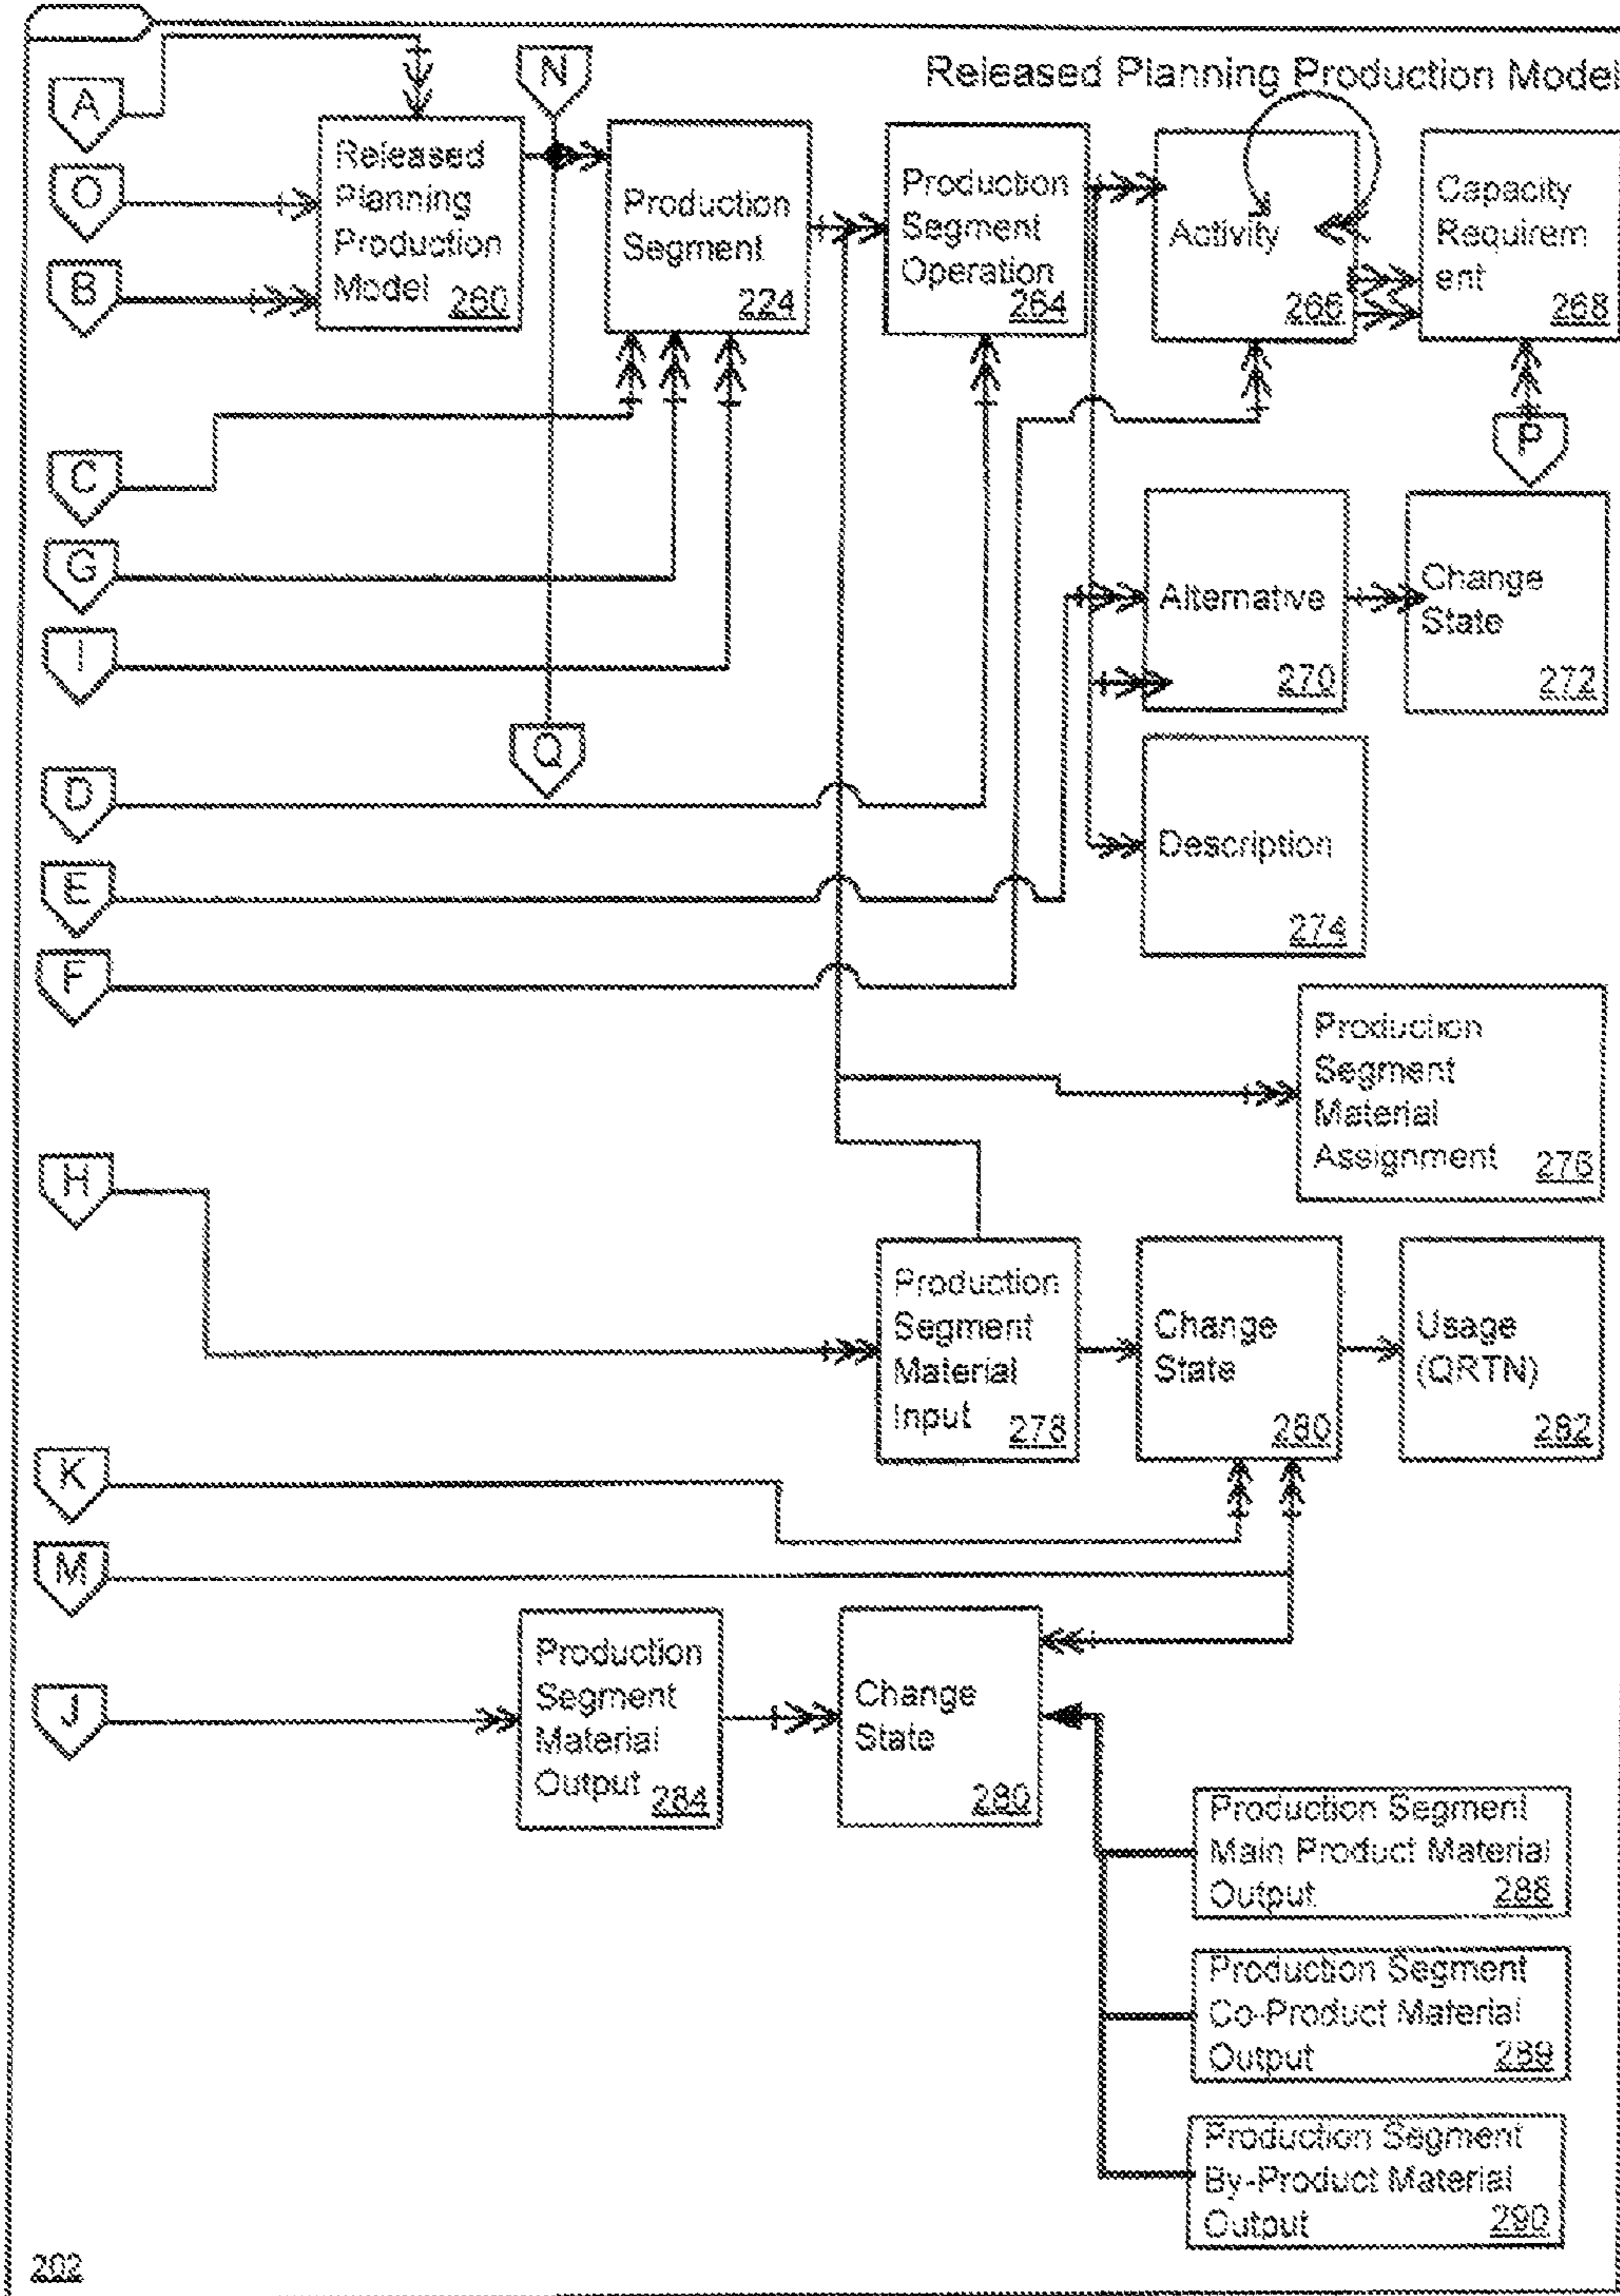 Released Planning Production Model
N
A
O
B
C
G
I
Q
D
E
F
H
K
M
J
P
Released
Planning
Production
Model 260
Production
Segment
224
Production
Segment
Operation
264
Activity
266
Capacity
Requirem
ent
268
Alternative
270
Change
State
272
Description
274
Production
Segment
Material
Assignment 276
Production
Segment
Material
Input 278
Change
State
280
Usage
(QRTN)
282
Production
Segment
Material
Output 284
Change
State
280
Production Segment
Main Product Material
Output 288
Production Segment
Co-Product Material
Output 289
Production Segment
By-Product Material
Output 290
202